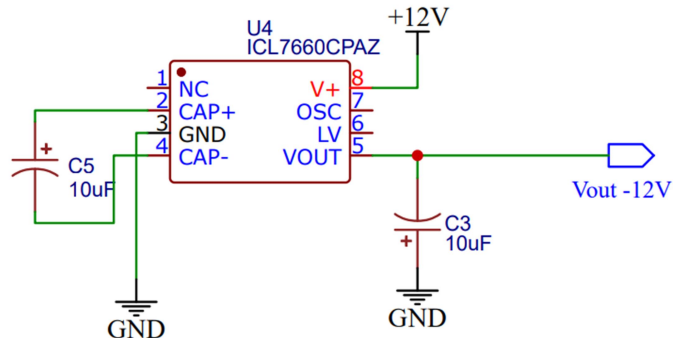 +12V
U4
ICL7660CPAZ
1 NC
2 CAP+
3 GND
4 CAP-
V+ 8
OSC 7
LV 6
VOUT 5
+
C5
10uF
Vout -12V
C3
+
10uF
GND
GND